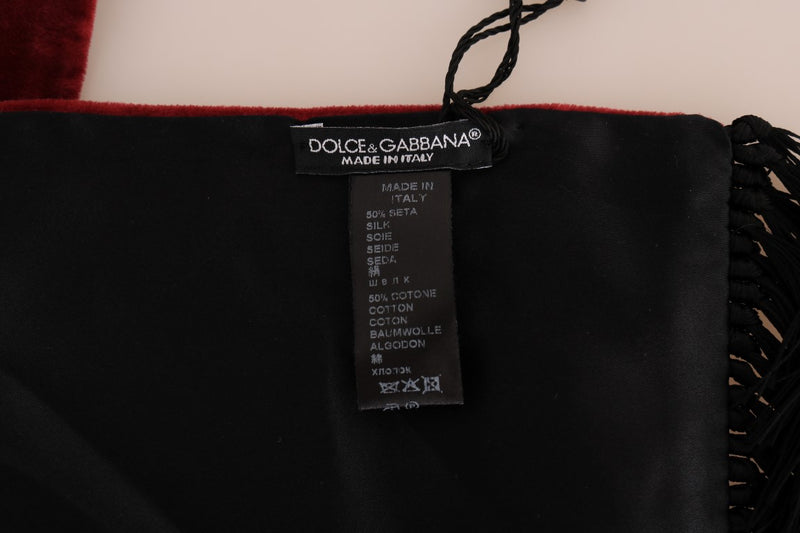 DOLCE&GABBANA®
MADE IN ITALY
MADE IN
ITALY
50% SETA
SILK
SOIE
SEIDE
SEDA
絹
шелк
50% COTONE
COTTON
COTON
BAUMWOLLE
ALGODON
綿
ХЛОПОК